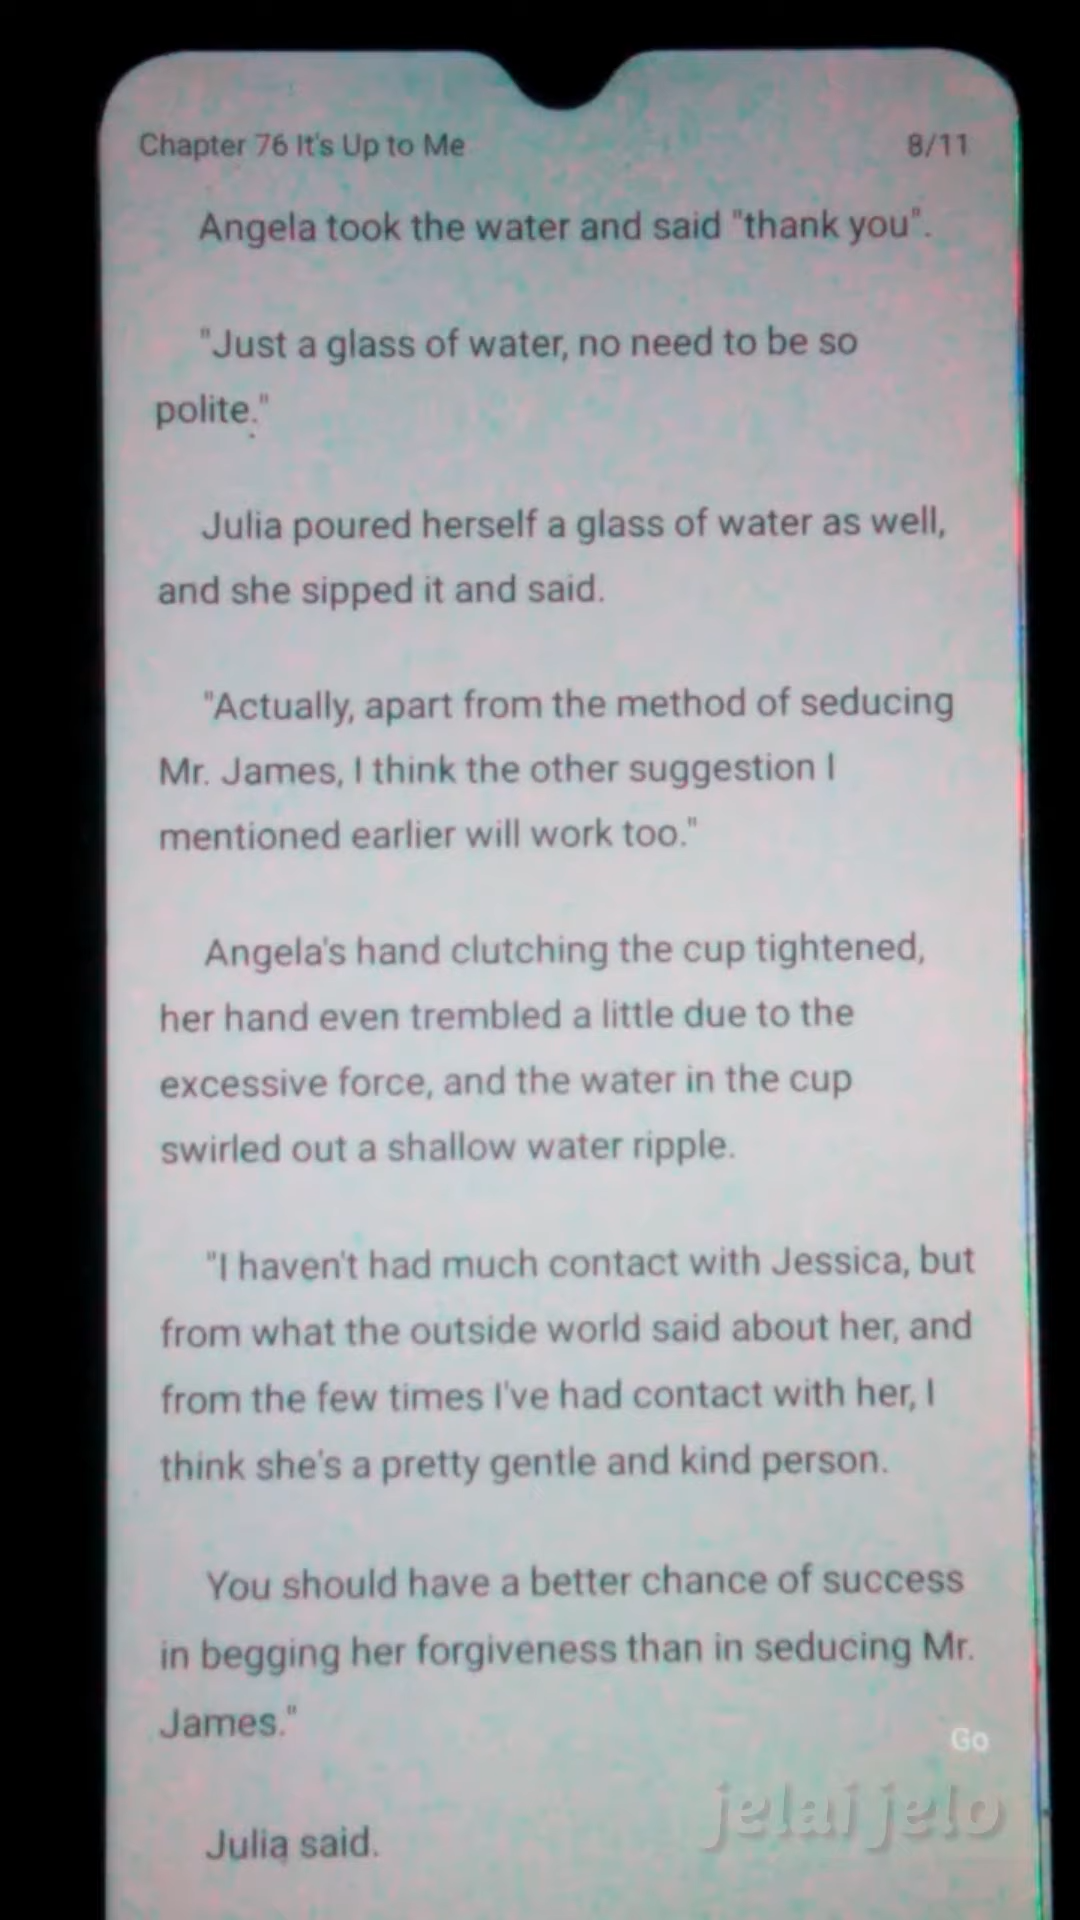 Chapter 76 It's Up to Me 8/11
Angela took the water and said "thank you".
"Just a glass of water, no need to be so
polite."
Julia poured herself a glass of water as well,
and she sipped it and said.
"Actually, apart from the method of seducing
Mr. James, I think the other suggestion I
mentioned earlier will work too."
Angela's hand clutching the cup tightened,
her hand even trembled a little due to the
excessive force, and the water in the cup
swirled out a shallow water ripple.
"I haven't had much contact with Jessica, but
from what the outside world said about her, and
from the few times I've had contact with her, I
think she's a pretty gentle and kind person.
You should have a better chance of success
in begging her forgiveness than in seducing Mr.
James."
Go
jelai jelo
Julia said.